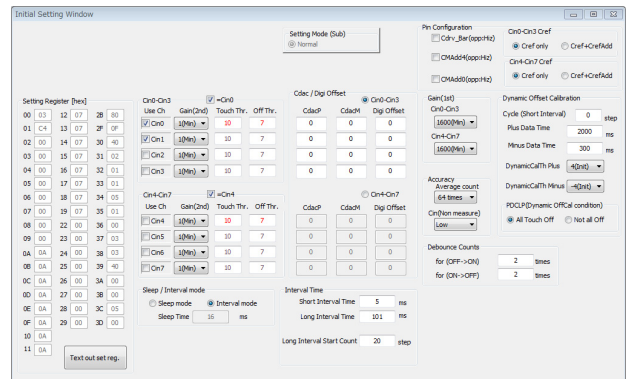 Initial Setting Window
Setting Mode (Sub)
Normal
Pin Configuration
Cdrv_Bar(opp:Hiz)
CMAdd4(opp:Hiz)
CMAdd0(opp:Hiz)
Cin0-Cin3 Cref
Cref only Cref+CrefAdd
Cin4-Cin7 Cref
Cref only Cref+CrefAdd
Setting Register [hex]
00 03 12 07 2B 80
01 C4 13 07 2F 0F
02 00 14 07 30 40
03 00 15 07 31 02
04 00 16 07 32 01
05 00 17 07 33 01
06 00 18 07 34 05
07 00 19 07 35 01
08 00 22 00 36 00
09 00 23 00 37 03
0A 0A 24 00 38 03
0B 0A 25 00 39 40
0C 0A 26 00 3A 00
0D 0A 27 00 3B 00
0E 0A 28 00 3C 05
0F 0A 29 00 3D 00
10 0A
11 0A
Text out set reg.
Cin0-Cin3 =Cin0
Use Ch Gain(2nd) Touch Thr. Off Thr.
Cin0 1(Min) 10 7
Cin1 1(Min) 10 7
Cin2 1(Min) 10 7
Cin3 1(Min) 10 7
Cin4-Cin7 =Cin4
Use Ch Gain(2nd) Touch Thr. Off Thr.
Cin4 1(Min) 10 7
Cin5 1(Min) 10 7
Cin6 1(Min) 10 7
Cin7 1(Min) 10 7
Sleep / Interval mode
Sleep mode Interval mode
Sleep Time 16 ms
Cdac / Digi Offset
Cin0-Cin3
CdacP CdacM Digi Offset
0 0 0
0 0 0
0 0 0
0 0 0
Cin4-Cin7
CdacP CdacM Digi Offset
0 0 0
0 0 0
0 0 0
0 0 0
Interval Time
Short Interval Time 5 ms
Long Interval Time 101 ms
Long Interval Start Count 20 step
Gain(1st)
Cin0-Cin3
1600(Min)
Cin4-Cin7
1600(Min)
Accuracy
Average count
64 times
Cin(Non measure)
Low
Dynamic Offset Calibration
Cycle (Short Interval) 0 step
Plus Data Time 2000 ms
Minus Data Time 300 ms
DynamicCalTh Plus 4(Init)
DynamicCalTh Minus -4(Init)
PDCLP(Dynamic OffCal condition)
All Touch Off Not all Off
Debounce Counts
for (OFF->ON) 2 times
for (ON->OFF) 2 times